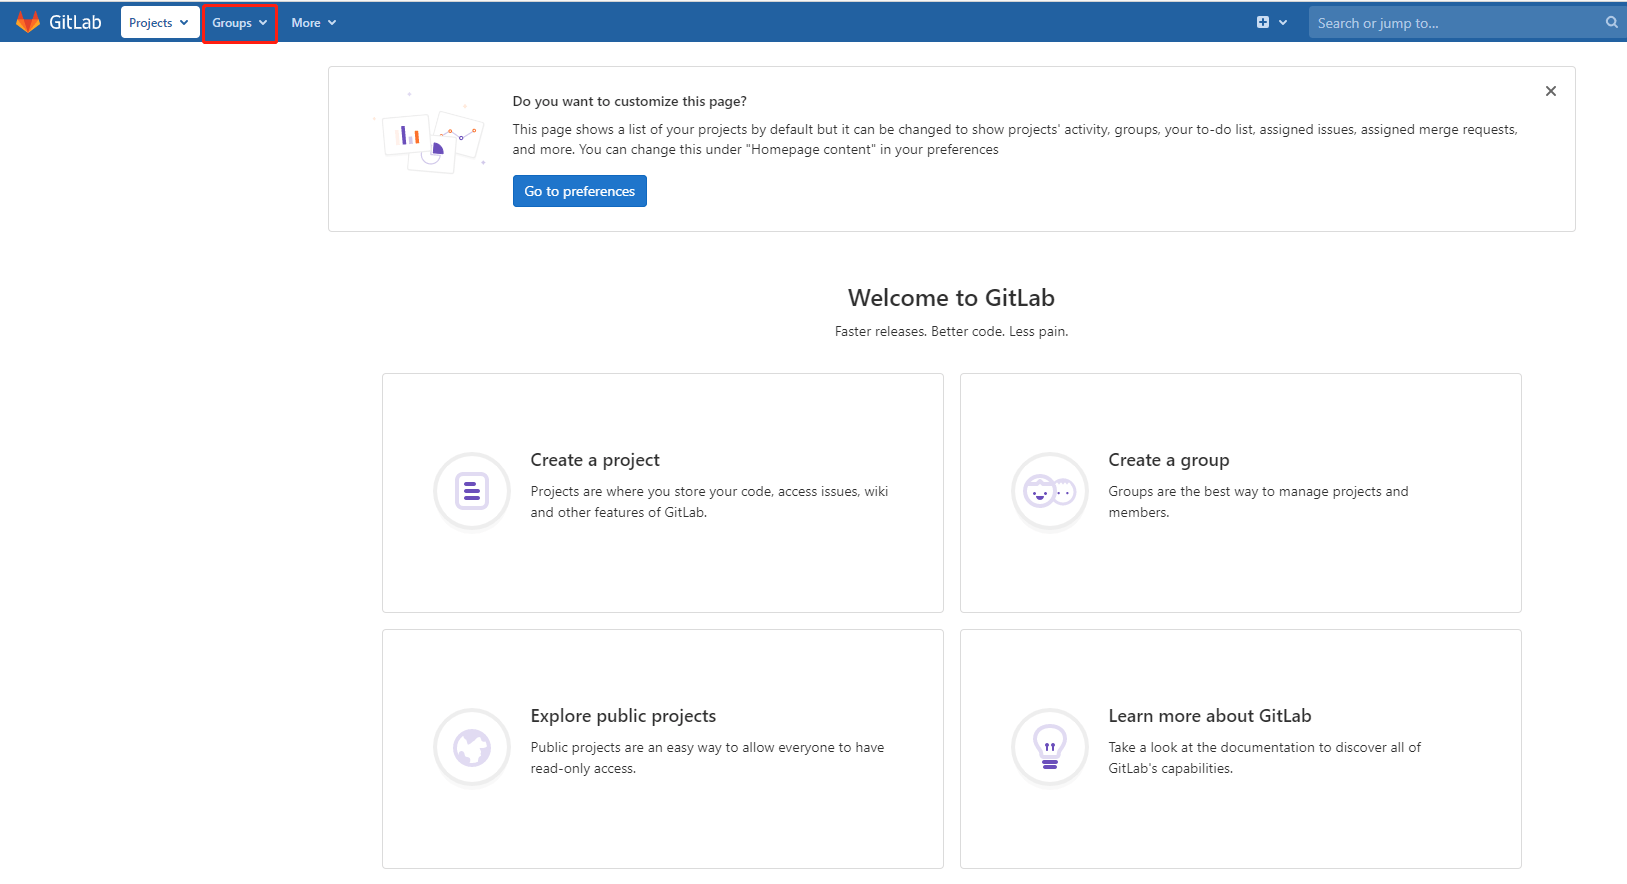 GitLab Projects Groups More Search or jump to...
Do you want to customize this page?
This page shows a list of your projects by default but it can be changed to show projects' activity, groups, your to-do list, assigned issues, assigned merge requests,
and more. You can change this under "Homepage content" in your preferences
Go to preferences
Welcome to GitLab
Faster releases. Better code. Less pain.
Create a project
Projects are where you store your code, access issues, wiki
and other features of GitLab.
Create a group
Groups are the best way to manage projects and
members.
Explore public projects
Public projects are an easy way to allow everyone to have
read-only access.
Learn more about GitLab
Take a look at the documentation to discover all of
GitLab's capabilities.